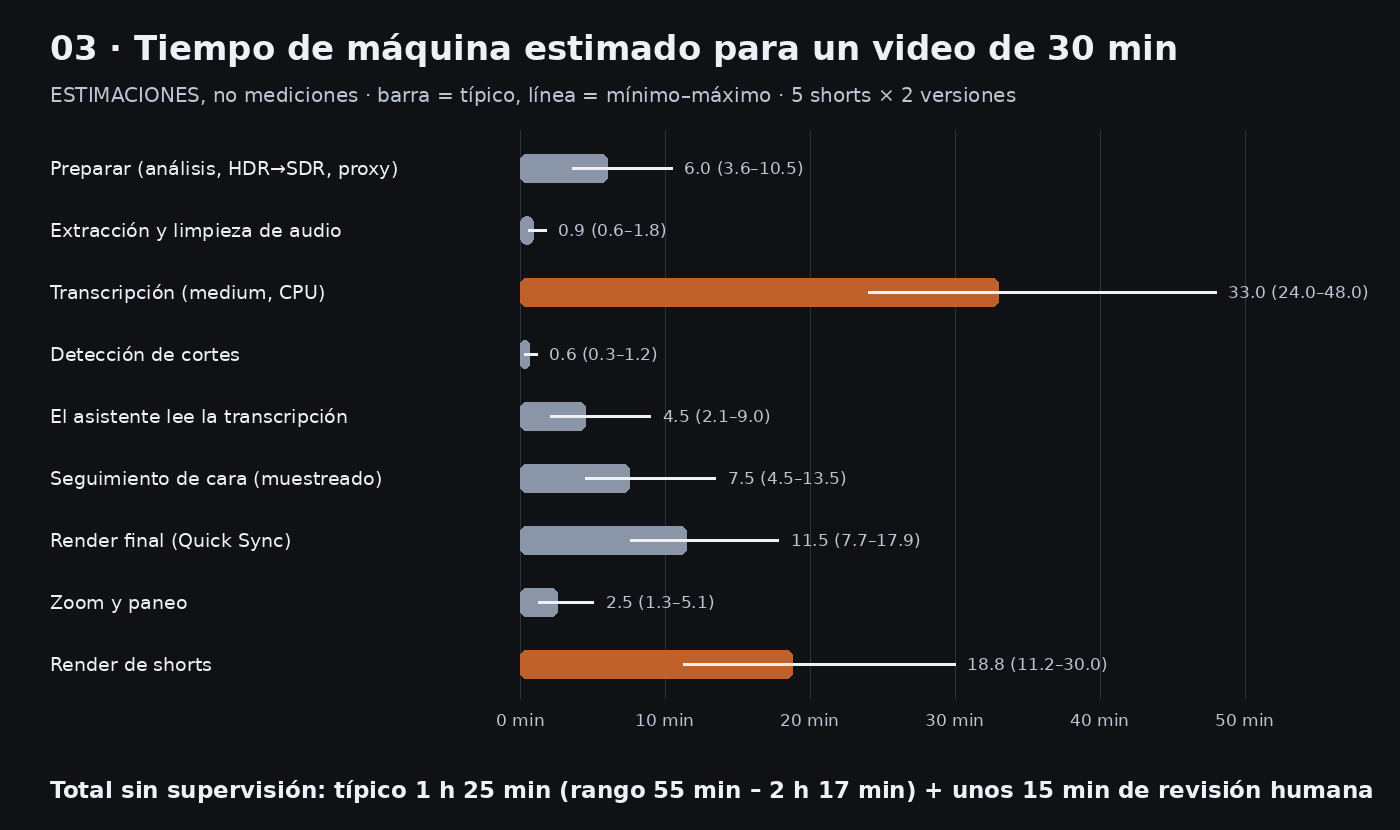 03 · Tiempo de máquina estimado para un video de 30 min
ESTIMACIONES, no mediciones · barra = típico, línea = mínimo–máximo · 5 shorts × 2 versiones
Preparar (análisis, HDR→SDR, proxy) 6.0 (3.6–10.5)
Extracción y limpieza de audio 0.9 (0.6–1.8)
Transcripción (medium, CPU) 33.0 (24.0–48.0)
Detección de cortes 0.6 (0.3–1.2)
El asistente lee la transcripción 4.5 (2.1–9.0)
Seguimiento de cara (muestreado) 7.5 (4.5–13.5)
Render final (Quick Sync) 11.5 (7.7–17.9)
Zoom y paneo 2.5 (1.3–5.1)
Render de shorts 18.8 (11.2–30.0)
0 min 10 min 20 min 30 min 40 min 50 min
Total sin supervisión: típico 1 h 25 min (rango 55 min – 2 h 17 min) + unos 15 min de revisión humana